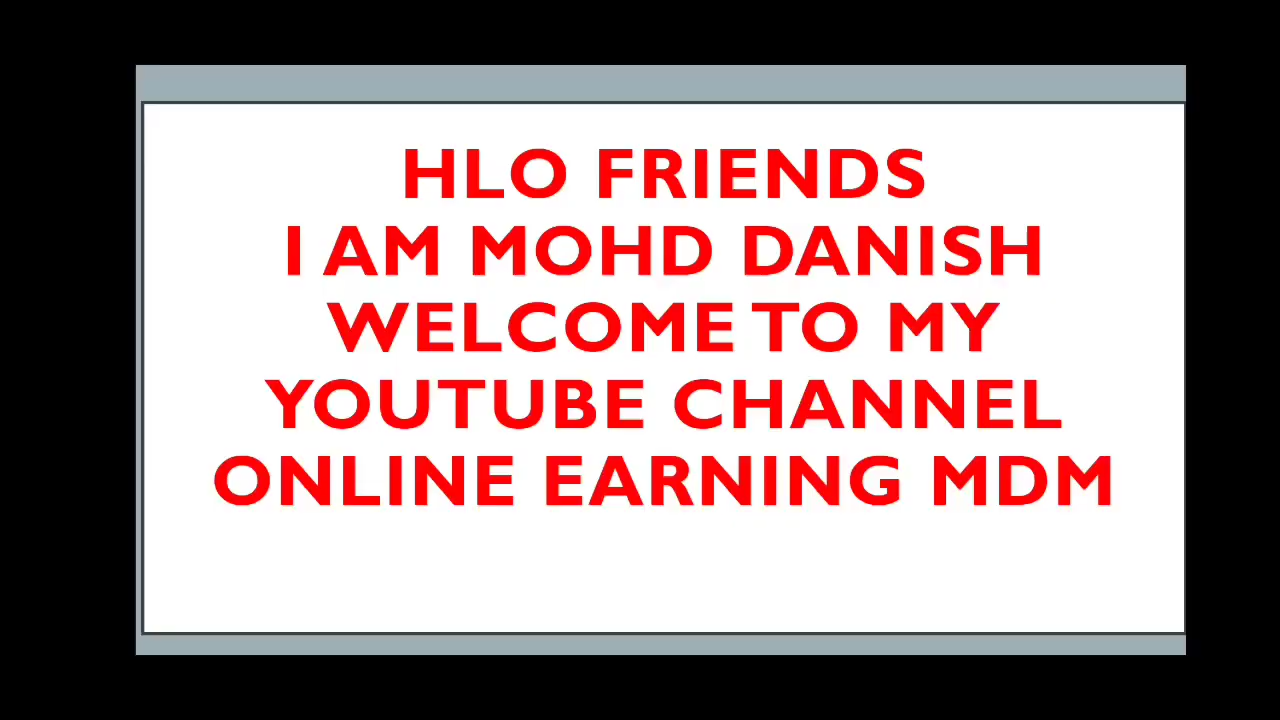 HLO FRIENDS
I AM MOHD DANISH
WELCOME TO MY
YOUTUBE CHANNEL
ONLINE EARNING MDM